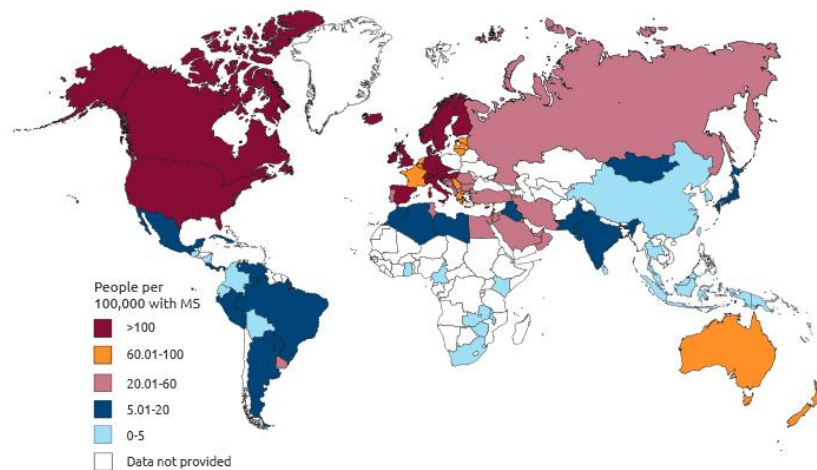 People per
100,000 with MS
>100
60.01-100
20.01-60
5.01-20
0-5
Data not provided